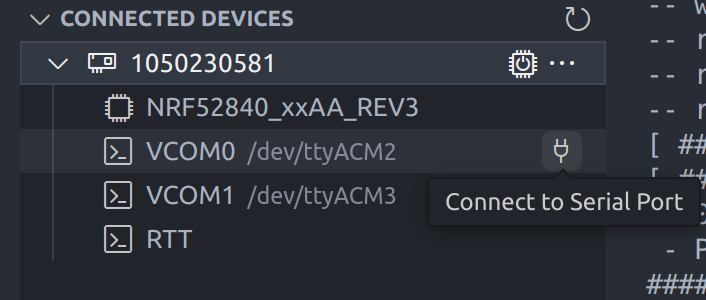 CONNECTED DEVICES
1050230581
NRF52840_xxAA_REV3
VCOM0 /dev/ttyACM2
VCOM1 /dev/ttyACM3
Connect to Serial Port
RTT
-- w
-- r
-- r
-- r
[ ##
- P
####